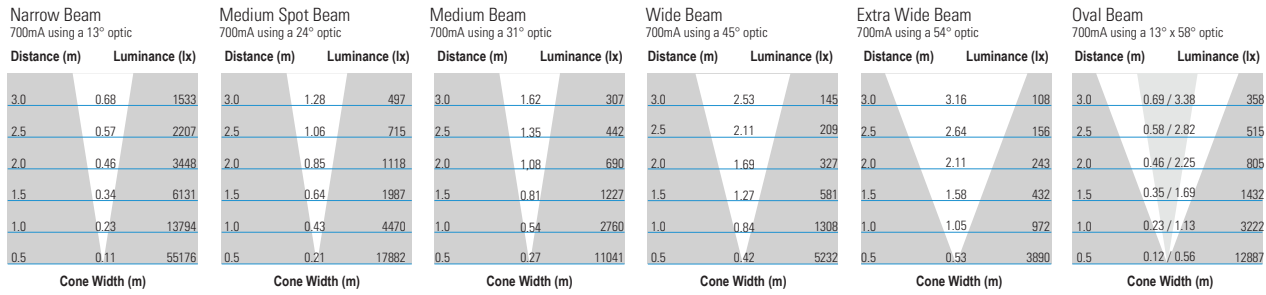 Narrow Beam
700mA using a 13° optic
Distance (m) Luminance (lx)
3.0 0.68 1533
2.5 0.57 2207
2.0 0.46 3448
1.5 0.34 6131
1.0 0.23 13794
0.5 0.11 55176
Cone Width (m)
Medium Spot Beam
700mA using a 24° optic
Distance (m) Luminance (lx)
3.0 1.28 497
2.5 1.06 715
2.0 0.85 1118
1.5 0.64 1987
1.0 0.43 4470
0.5 0.21 17882
Cone Width (m)
Medium Beam
700mA using a 31° optic
Distance (m) Luminance (lx)
3.0 1.62 307
2.5 1.35 442
2.0 1,08 690
1.5 0.81 1227
1.0 0.54 2760
0.5 0.27 11041
Cone Width (m)
Wide Beam
700mA using a 45° optic
Distance (m) Luminance (lx)
3.0 2.53 145
2.5 2.11 209
2.0 1.69 327
1.5 1.27 581
1.0 0.84 1308
0.5 0.42 5232
Cone Width (m)
Extra Wide Beam
700mA using a 54° optic
Distance (m) Luminance (lx)
3.0 3.16 108
2.5 2.64 156
2.0 2.11 243
1.5 1.58 432
1.0 1.05 972
0.5 0.53 3890
Cone Width (m)
Oval Beam
700mA using a 13° x 58° optic
Distance (m) Luminance (lx)
3.0 0.69 / 3.38 358
2.5 0.58 / 2.82 515
2.0 0.46 / 2.25 805
1.5 0.35 / 1.69 1432
1.0 0.23 / 1.13 3222
0.5 0.12 / 0.56 12887
Cone Width (m)